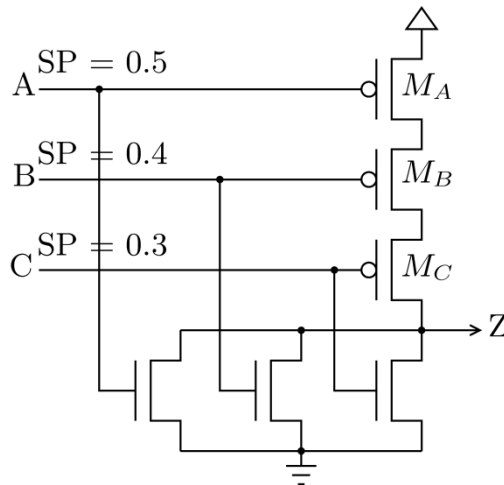 SP = 0.5
A
M_A
SP = 0.4
B
M_B
SP = 0.3
C
M_C
Z